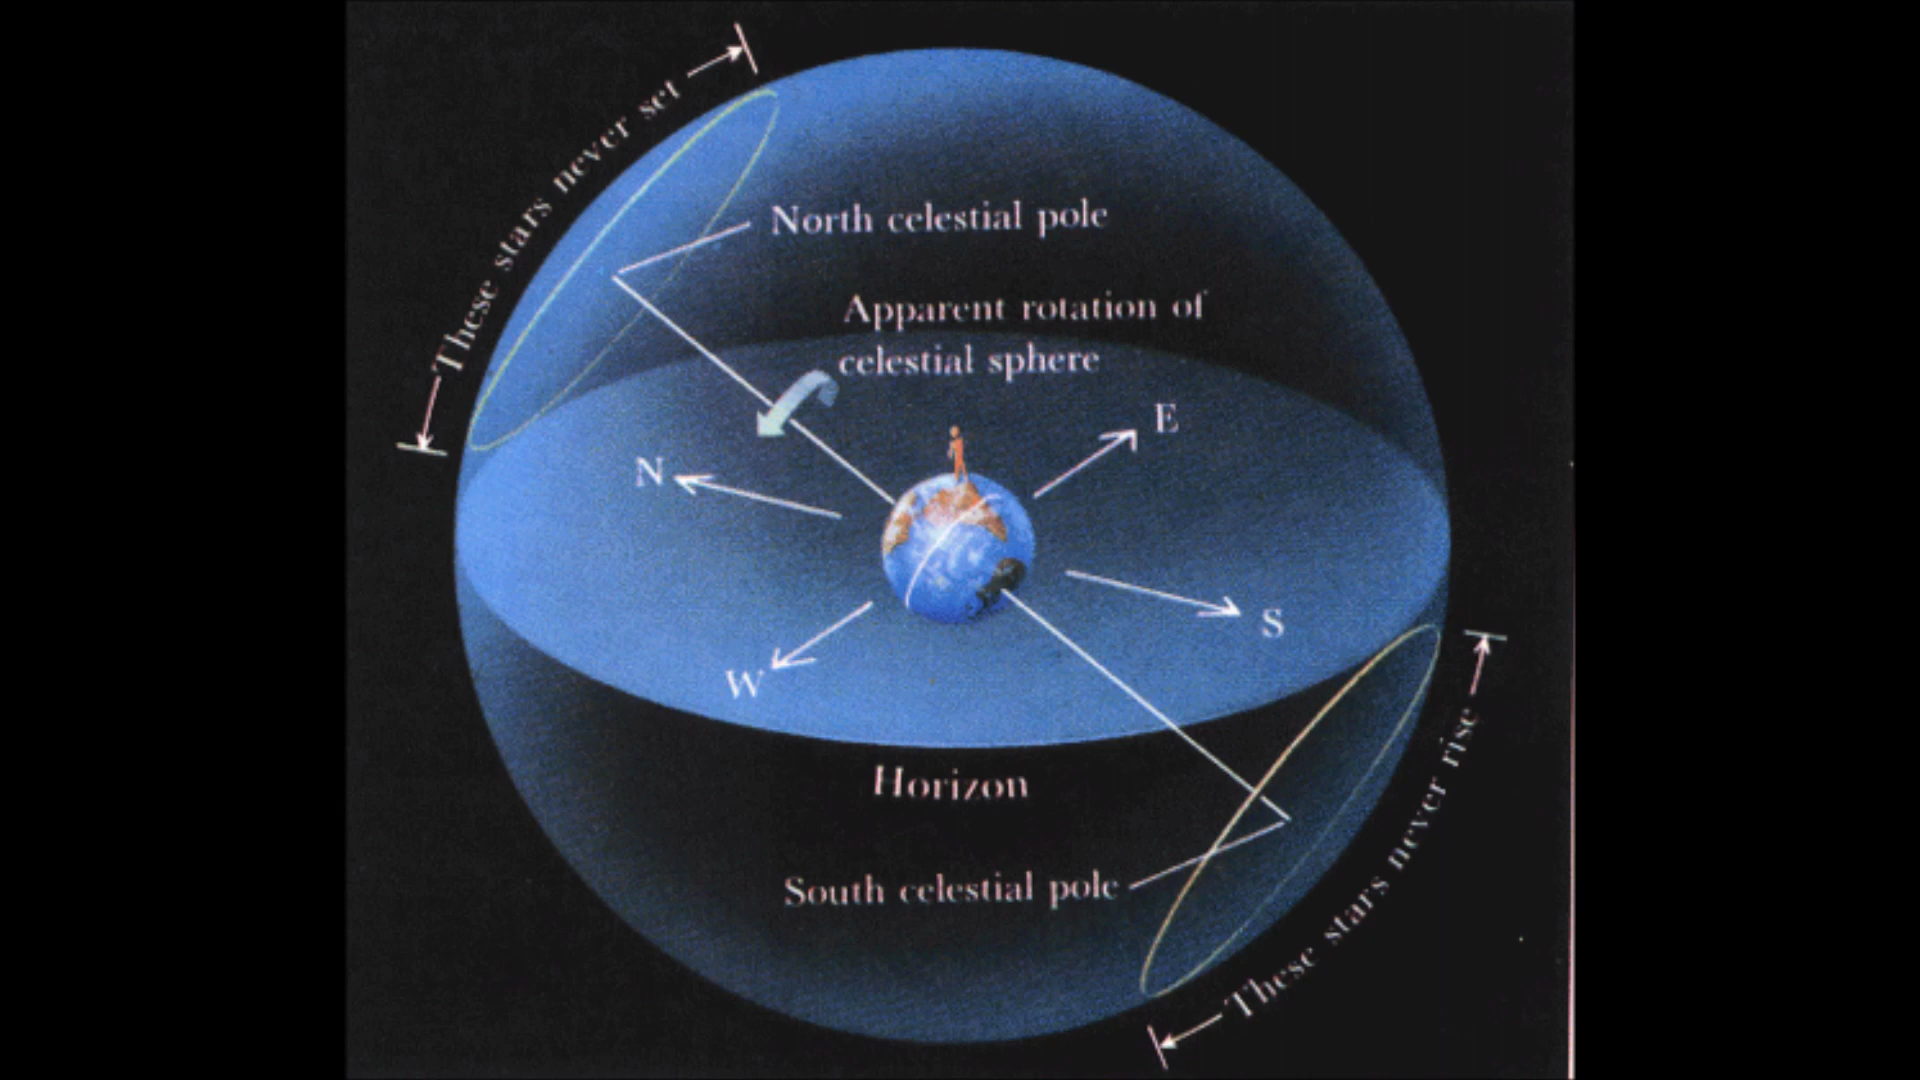 These stars never set
North celestial pole
Apparent rotation of
celestial sphere
E
N
S
W
Horizon
South celestial pole
These stars never rise